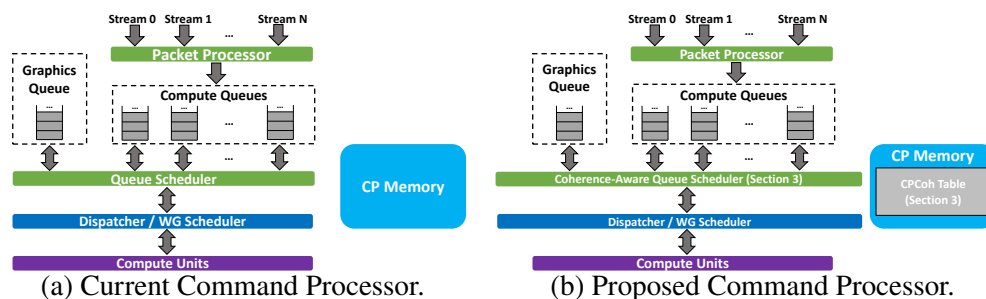 Stream 0 Stream 1 ... Stream N
Packet Processor
Graphics
Queue
...
Compute Queues
... ... ... ...
...
Queue Scheduler
CP Memory
Dispatcher / WG Scheduler
Compute Units
(a) Current Command Processor.
Stream 0 Stream 1 ... Stream N
Packet Processor
Graphics
Queue
...
Compute Queues
... ... ... ...
...
Coherence-Aware Queue Scheduler (Section 3)
CP Memory
CPCoh Table
(Section 3)
Dispatcher / WG Scheduler
Compute Units
(b) Proposed Command Processor.